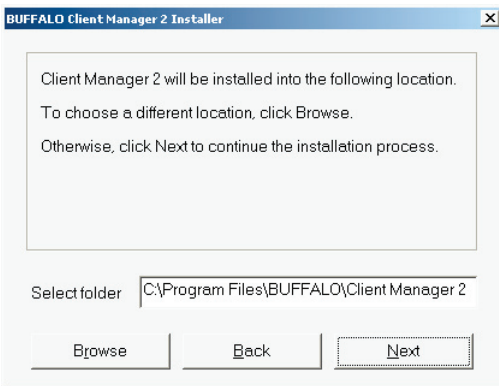 BUFFALO Client Manager 2 Installer
Client Manager 2 will be installed into the following location.
To choose a different location, click Browse.
Otherwise, click Next to continue the installation process.
Select folder C:\Program Files\BUFFALO\Client Manager 2
Browse Back Next